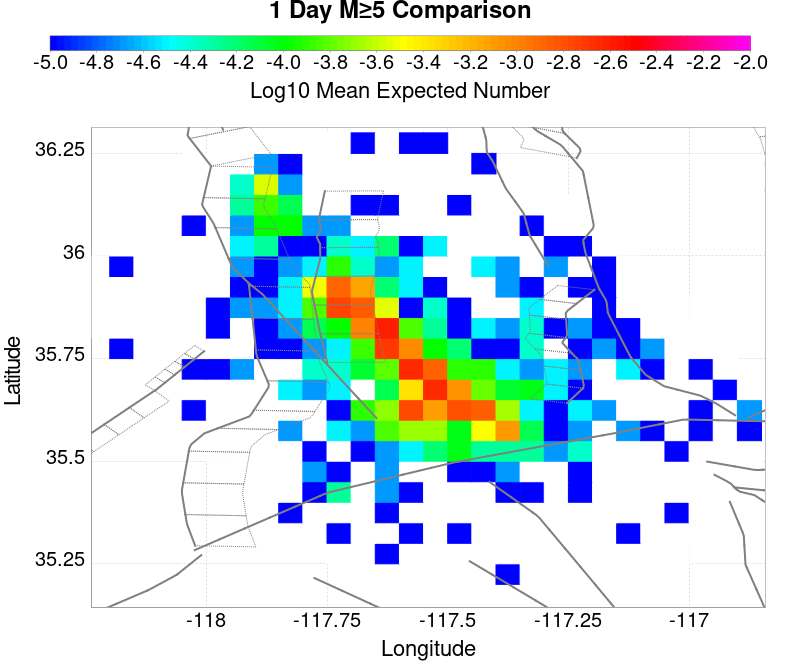 1 Day M≥5 Comparison
-5.0 -4.8 -4.6 -4.4 -4.2 -4.0 -3.8 -3.6 -3.4 -3.2 -3.0 -2.8 -2.6 -2.4 -2.2 -2.0
Log10 Mean Expected Number
36.25
36
35.75
35.5
35.25
Latitude
-118 -117.75 -117.5 -117.25 -117
Longitude